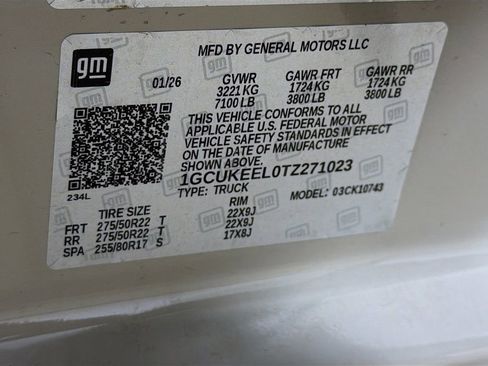 gm
MFD BY GENERAL MOTORS LLC
01/26 GVWR GAWR FRT GAWR RR
3221 KG 1724 KG 1724 KG
7100 LB 3800 LB 3800 LB
THIS VEHICLE CONFORMS TO ALL
APPLICABLE U.S. FEDERAL MOTOR
VEHICLE SAFETY STANDARDS IN EFFECT
ON THE DATE OF MANUFACTURE
SHOWN ABOVE.
1GCUKEEL0TZ271023
234L
TYPE: TRUCK MODEL: 03CK10743
TIRE SIZE RIM
FRT 275/50R22 T 22X9J
RR 275/50R22 T 22X9J
SPA 255/80R17 S 17X8J